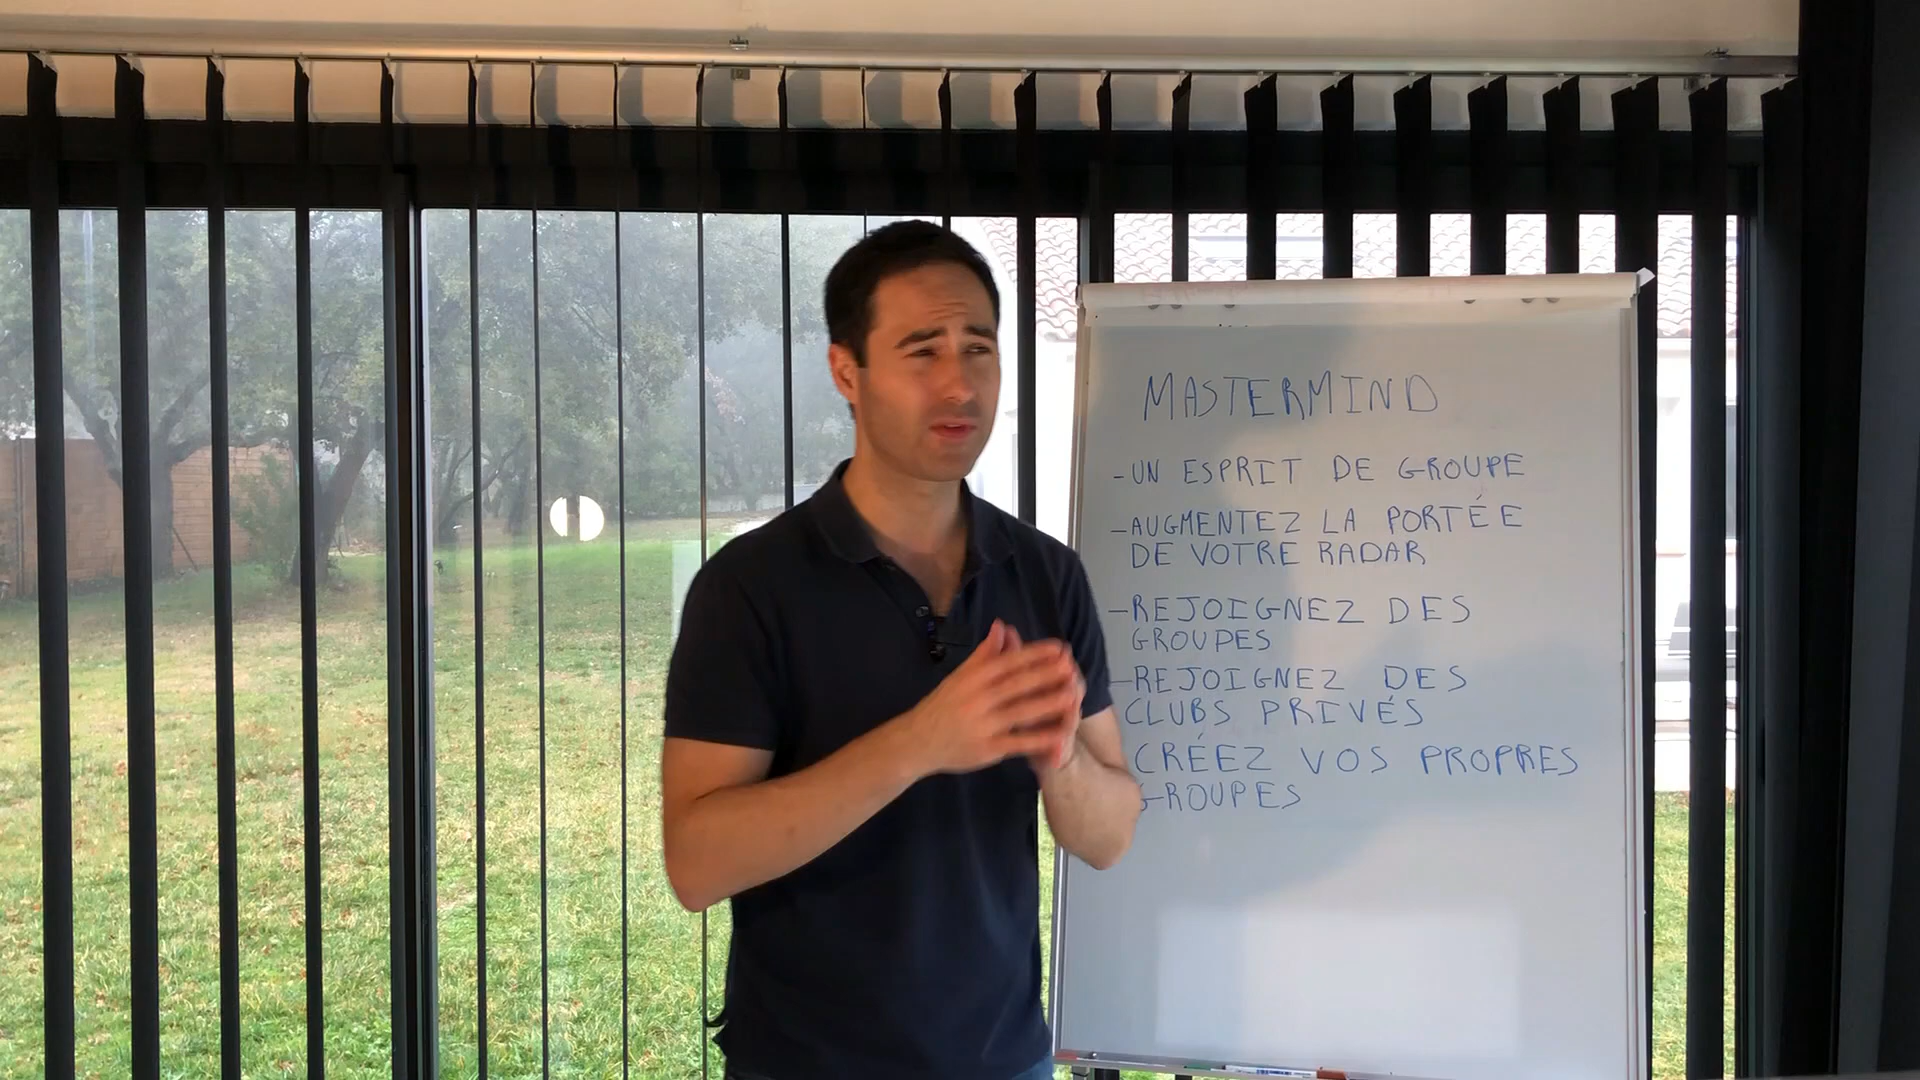 MASTERMIND
-UN ESPRIT DE GROUPE
-AUGMENTEZ LA PORTÉE
DE VOTRE RADAR
-REJOIGNEZ DES
GROUPES
-REJOIGNEZ DES
CLUBS PRIVÉS
CRÉEZ VOS PROPRES
GROUPES